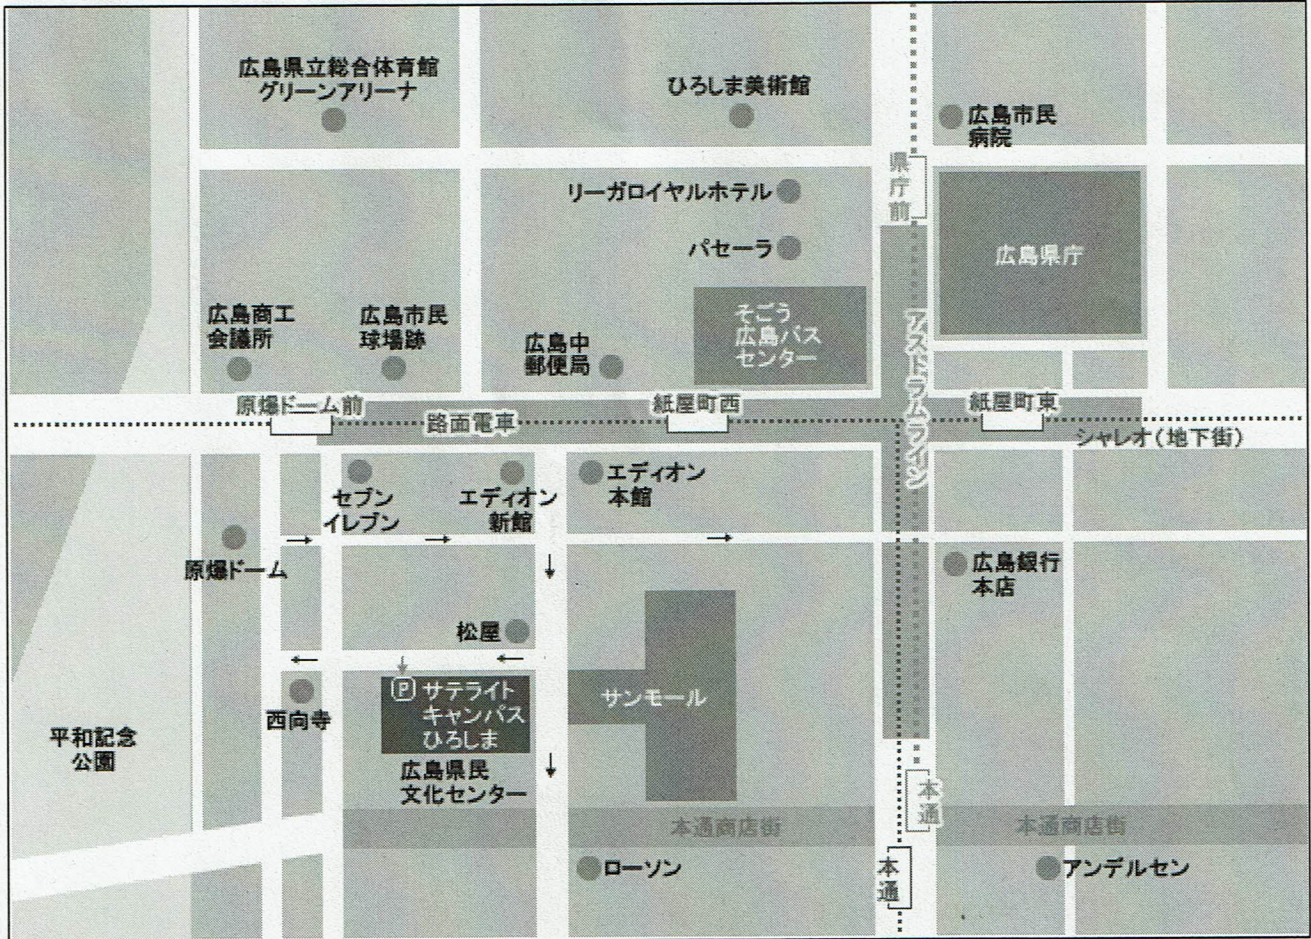 広島県立総合体育館
グリーンアリーナ
ひろしま美術館
広島市民
病院
県庁前
リーガロイヤルホテル
パセーラ
広島県庁
そごう
広島バス
センター
広島商工
会議所
広島市民
球場跡
広島中
郵便局
アストラムライン
原爆ドーム前
路面電車
紙屋町西
紙屋町東
シャレオ(地下街)
セブン
イレブン
エディオン
新館
エディオン
本館
原爆ドーム
広島銀行
本店
松屋
P サテライト
キャンパス
ひろしま
サンモール
西向寺
平和記念
公園
広島県民
文化センター
本通
本通商店街
本通商店街
ローソン
本通
アンデルセン